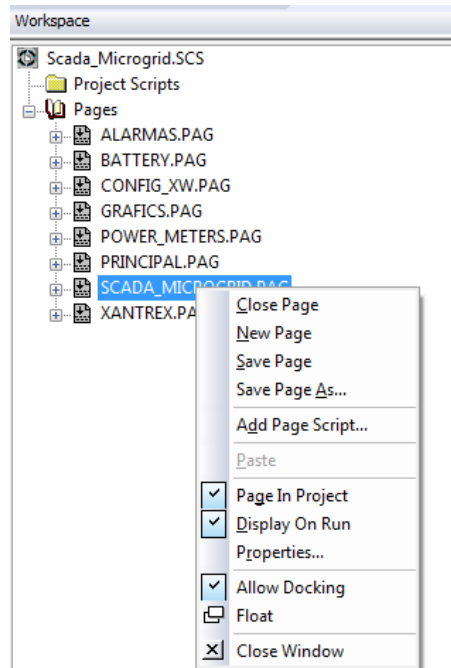 Workspace
Scada_Microgrid.SCS
Project Scripts
Pages
ALARMAS.PAG
BATTERY.PAG
CONFIG_XW.PAG
GRAFICS.PAG
POWER_METERS.PAG
PRINCIPAL.PAG
SCADA_MICROGRID.PAG
XANTREX.PA
Close Page
New Page
Save Page
Save Page As...
Add Page Script...
Paste
Page In Project
Display On Run
Properties...
Allow Docking
Float
Close Window